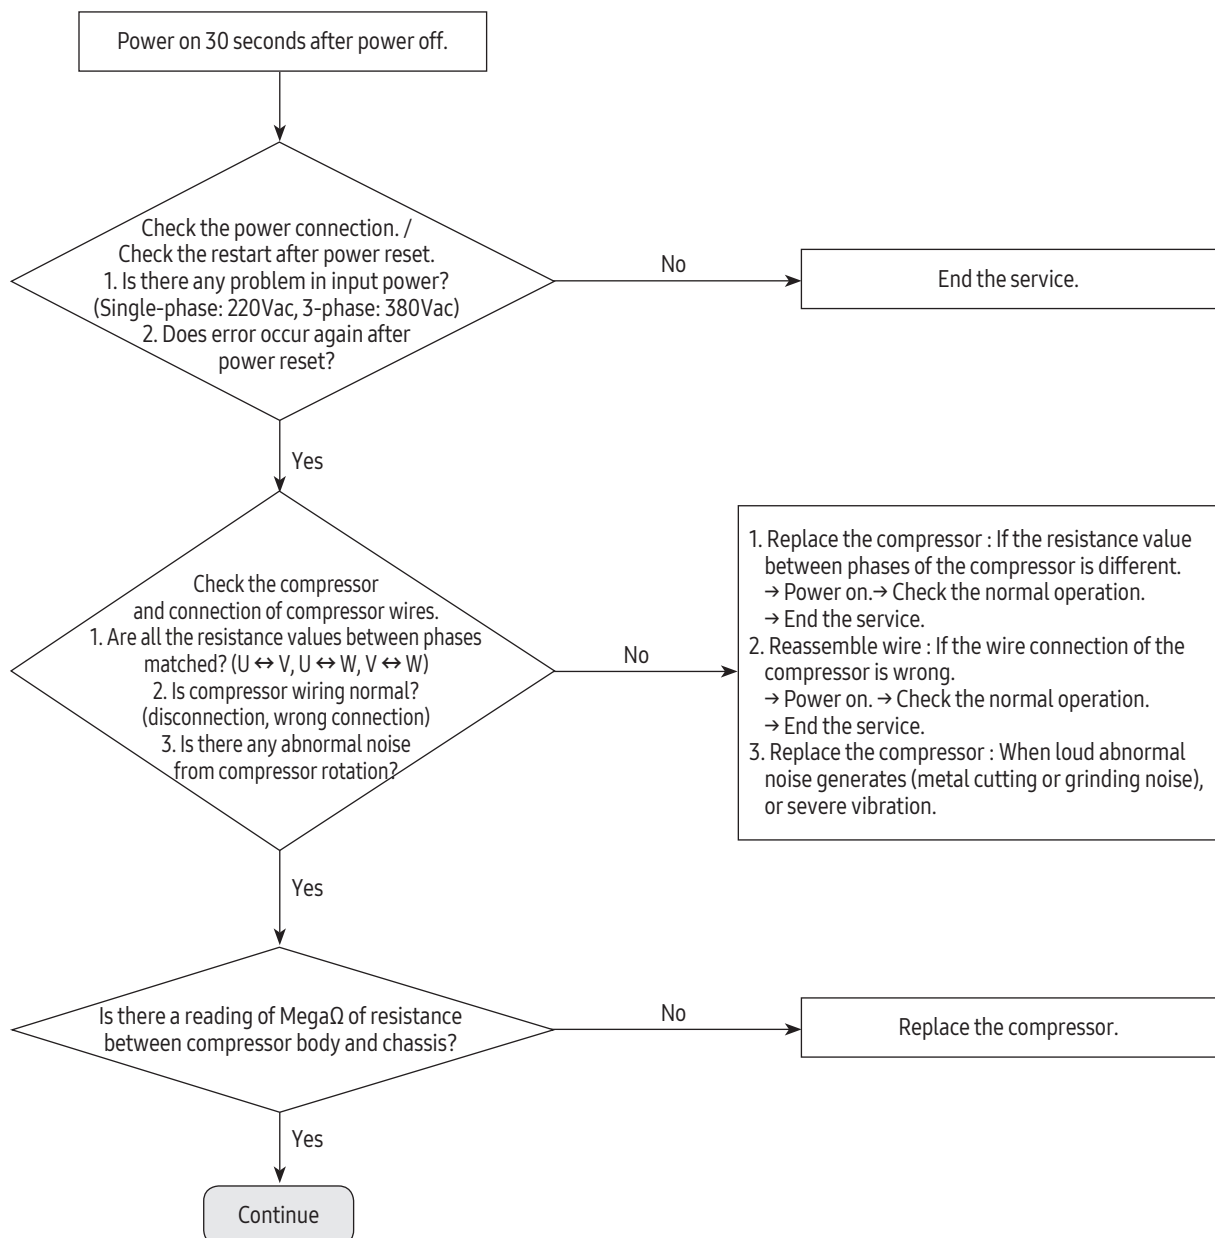 Power on 30 seconds after power off.
Check the power connection. /
Check the restart after power reset.
1. Is there any problem in input power?
(Single-phase: 220Vac, 3-phase: 380Vac)
2. Does error occur again after
power reset?
No
End the service.
Yes
Check the compressor
and connection of compressor wires.
1. Are all the resistance values between phases
matched? (U ↔ V, U ↔ W, V ↔ W)
2. Is compressor wiring normal?
(disconnection, wrong connection)
3. Is there any abnormal noise
from compressor rotation?
No
1. Replace the compressor : If the resistance value
between phases of the compressor is different.
→ Power on.→ Check the normal operation.
→ End the service.
2. Reassemble wire : If the wire connection of the
compressor is wrong.
→ Power on. → Check the normal operation.
→ End the service.
3. Replace the compressor : When loud abnormal
noise generates (metal cutting or grinding noise),
or severe vibration.
Yes
Is there a reading of MegaΩ of resistance
between compressor body and chassis?
No
Replace the compressor.
Yes
Continue